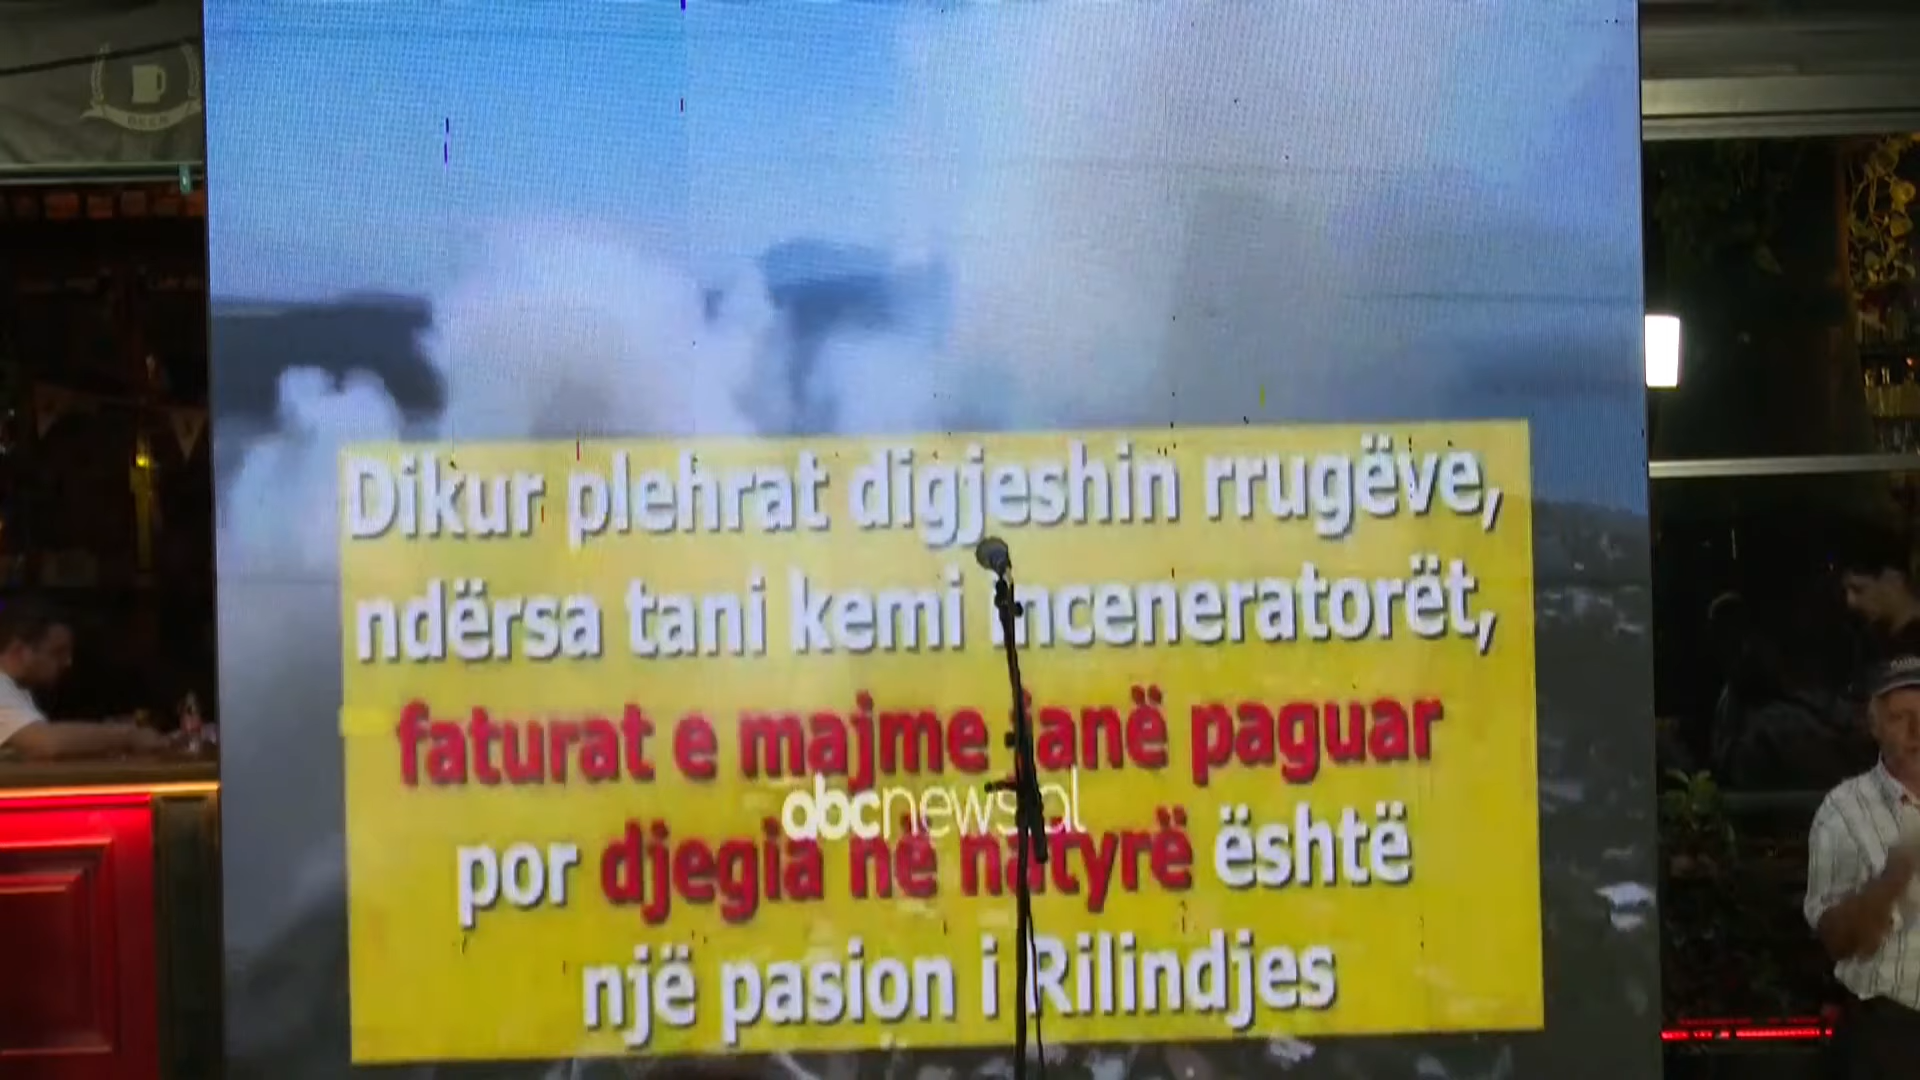 BEER
Dikur plehrat digjeshin rrugëve,
ndërsa tani kemi inceneratorët,
faturat e majme janë paguar
abcnews.al
por djegia në natyrë është
një pasion i Rilindjes